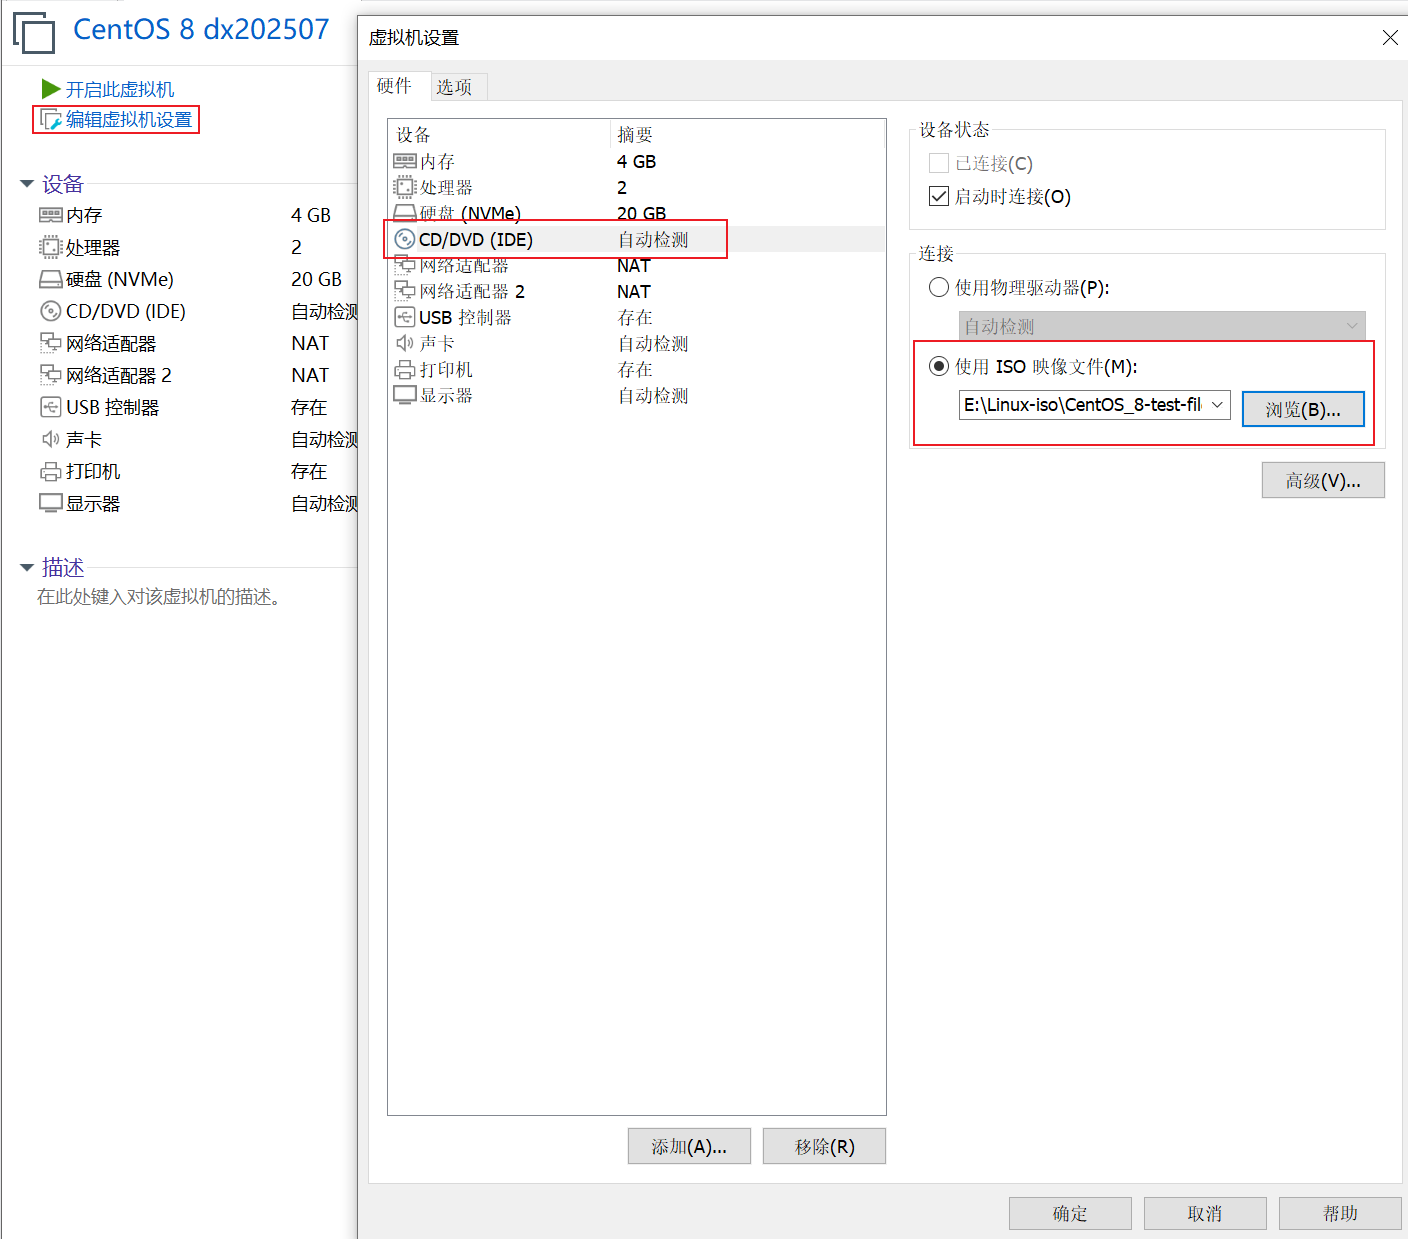 CentOS 8 dx202507
开启此虚拟机
编辑虚拟机设置
设备
内存 4 GB
处理器 2
硬盘 (NVMe) 20 GB
CD/DVD (IDE) 自动检测
网络适配器 NAT
网络适配器 2 NAT
USB 控制器 存在
声卡 自动检测
打印机 存在
显示器 自动检测
描述
在此处键入对该虚拟机的描述。
虚拟机设置
硬件 选项
设备 摘要
内存 4 GB
处理器 2
硬盘 (NVMe) 20 GB
CD/DVD (IDE) 自动检测
网络适配器 NAT
网络适配器 2 NAT
USB 控制器 存在
声卡 自动检测
打印机 存在
显示器 自动检测
添加(A)... 移除(R)
设备状态
已连接(C)
启动时连接(O)
连接
使用物理驱动器(P):
自动检测
使用 ISO 映像文件(M):
E:\Linux-iso\CentOS_8-test-fil 浏览(B)...
高级(V)...
确定 取消 帮助